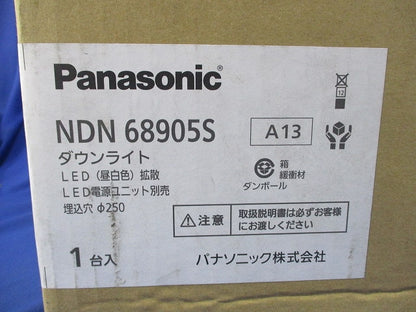 Panasonic®
NDN 68905S
A13
ダウンライト
LED(昼白色)拡散
LED電源ユニット別売
埋込穴 φ250
12
箱
緩衝材
ダンボール
注意
取扱説明書は必ずお客様
にお渡しください
1台入
パナソニック株式会社